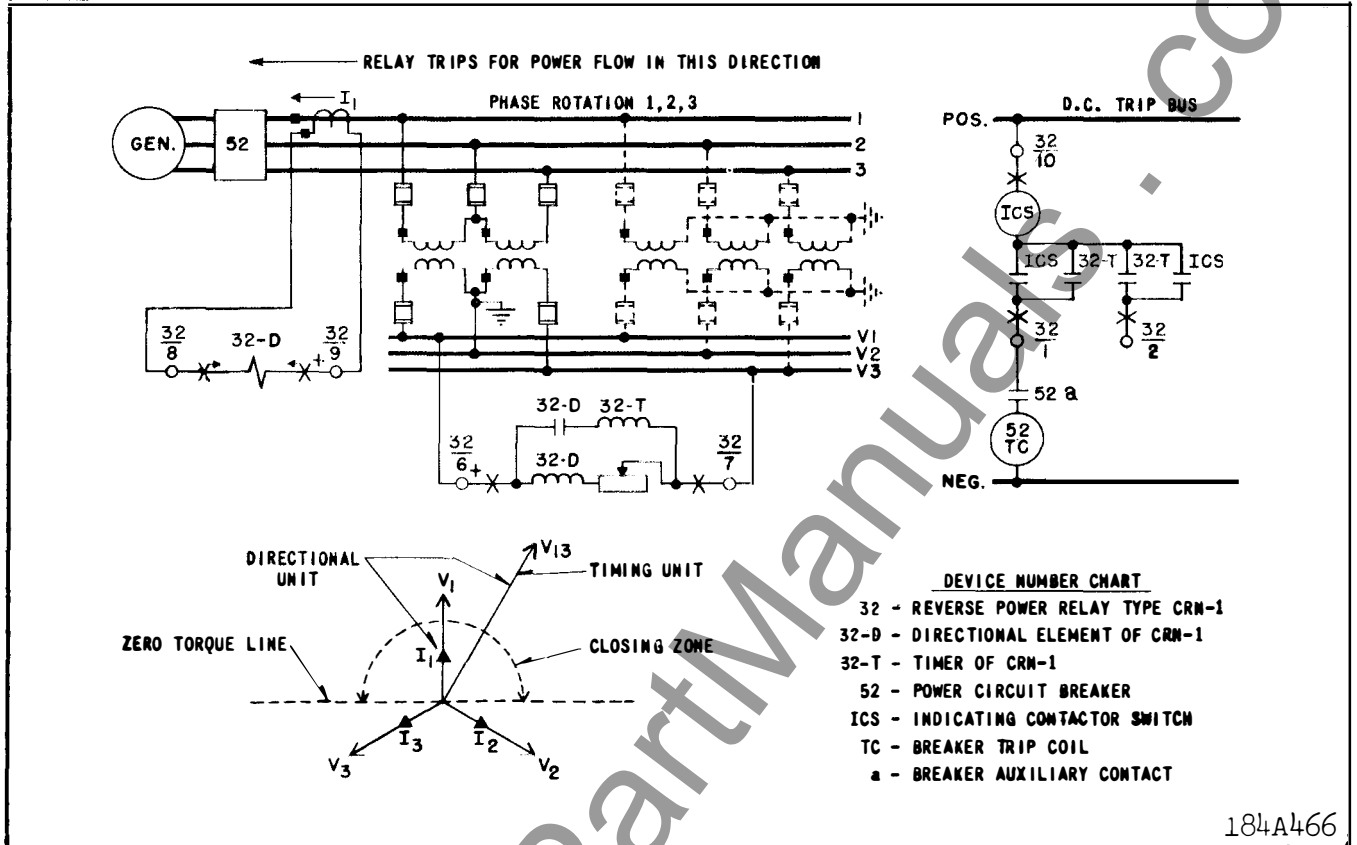 RELAY TRIPS FOR POWER FLOW IN THIS DIRECTION
I1
PHASE ROTATION 1,2,3
GEN.
52
1
2
3
32
8
32-D
+
32
9
V1
V2
V3
32
6
+
32-D
32-T
32-D
32
7
D.C. TRIP BUS
POS.
32
10
ICS
ICS
32-T
32-T
ICS
32
1
32
2
52 a
52
TC
NEG.
DIRECTIONAL
UNIT
V13
TIMING UNIT
V1
ZERO TORQUE LINE
I1
CLOSING ZONE
I3
I2
V3
V2
DEVICE NUMBER CHART
32 - REVERSE POWER RELAY TYPE CRN-1
32-D - DIRECTIONAL ELEMENT OF CRN-1
32-T - TIMER OF CRN-1
52 - POWER CIRCUIT BREAKER
ICS - INDICATING CONTACTOR SWITCH
TC - BREAKER TRIP COIL
a - BREAKER AUXILIARY CONTACT
184A466
PartManuals.co